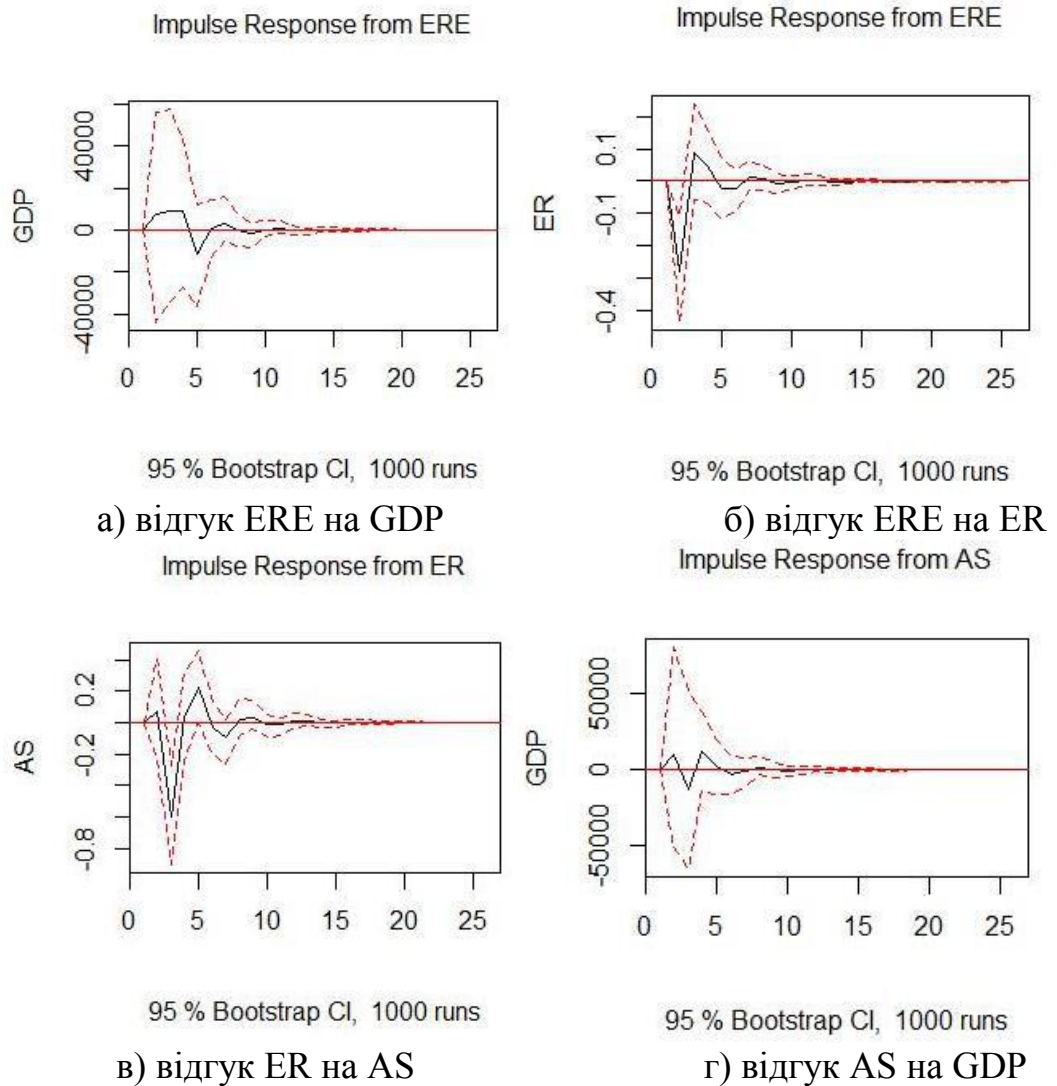 Impulse Response from ERE
GDP
40000
0
-40000
0 5 10 15 20 25
95 % Bootstrap CI, 1000 runs
а) відгук ERE на GDP
Impulse Response from ERE
ER
0.1
-0.1
-0.4
0 5 10 15 20 25
95 % Bootstrap CI, 1000 runs
б) відгук ERE на ER
Impulse Response from ER
AS
0.2
-0.2
-0.8
0 5 10 15 20 25
95 % Bootstrap CI, 1000 runs
в) відгук ER на AS
Impulse Response from AS
GDP
50000
0
-50000
0 5 10 15 20 25
95 % Bootstrap CI, 1000 runs
г) відгук AS на GDP